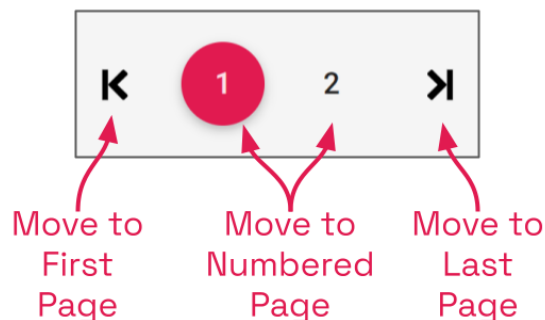 1 2
Move to Move to Move to
First Numbered Last
Page Page Page